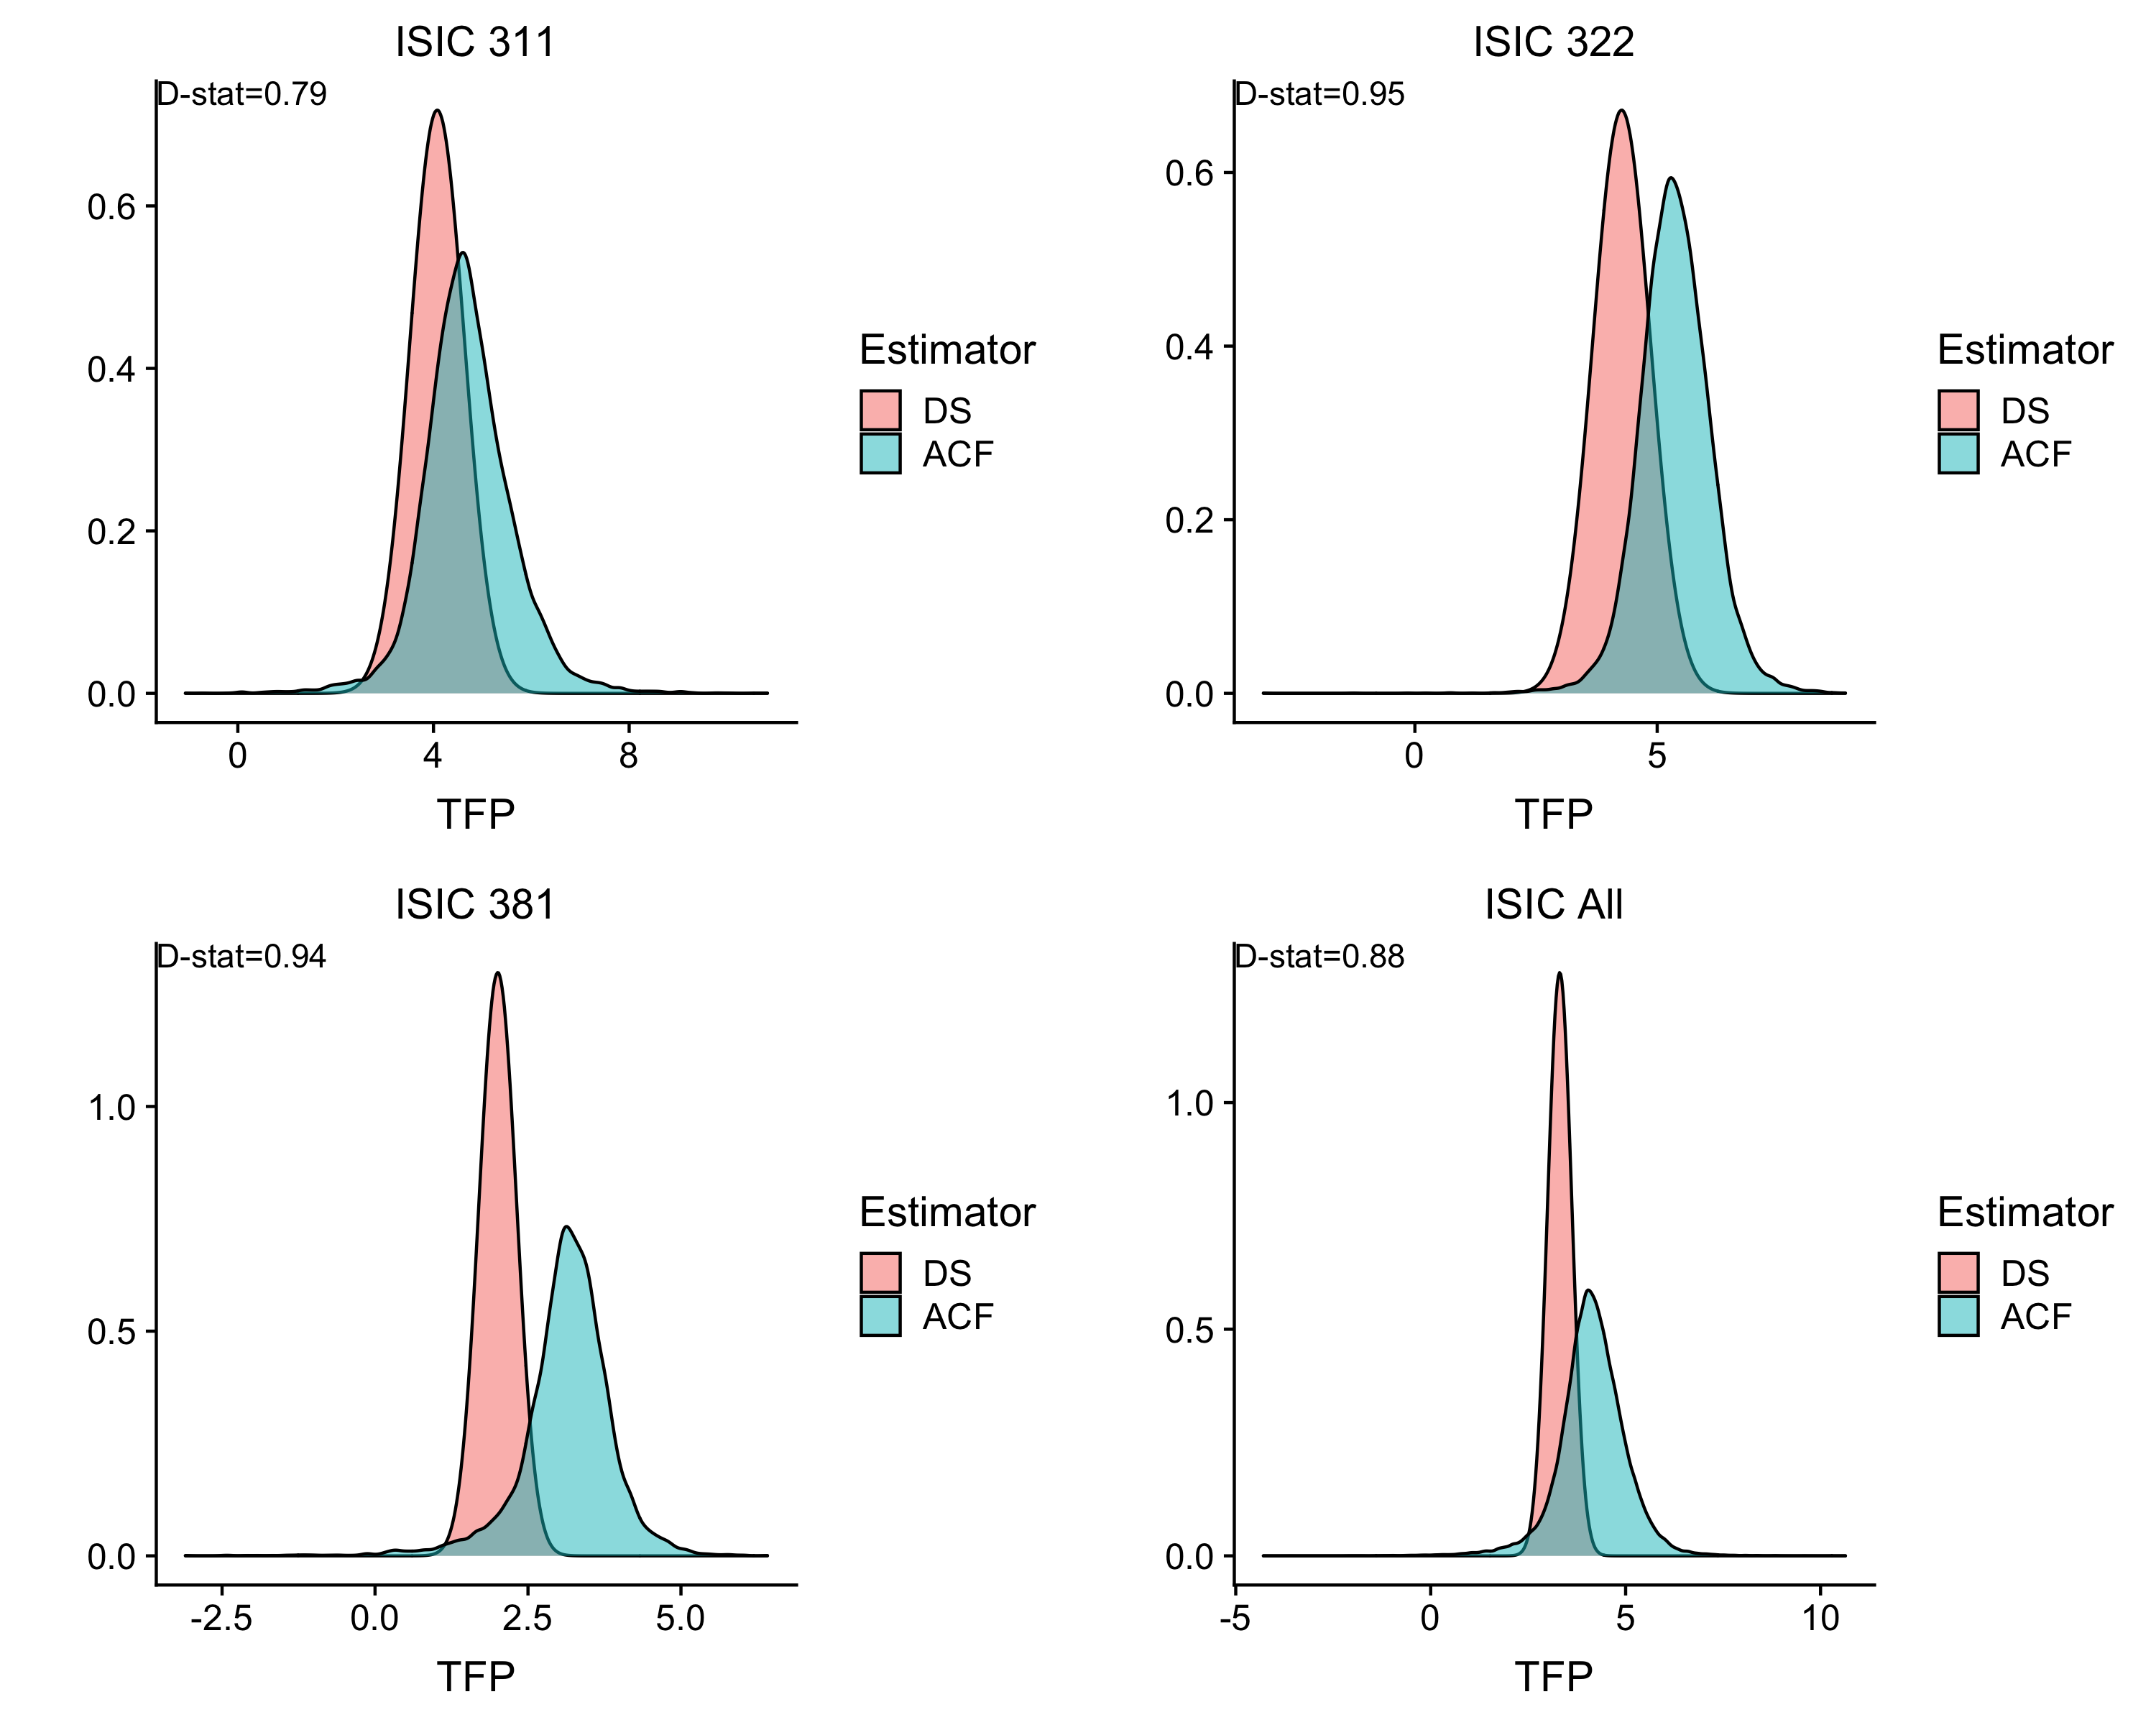 ISIC 311
D-stat=0.79
0.6
0.4
0.2
0.0
0 4 8
TFP
Estimator
DS
ACF
ISIC 322
D-stat=0.95
0.6
0.4
0.2
0.0
0 5
TFP
Estimator
DS
ACF
ISIC 381
D-stat=0.94
1.0
0.5
0.0
-2.5 0.0 2.5 5.0
TFP
Estimator
DS
ACF
ISIC All
D-stat=0.88
1.0
0.5
0.0
-5 0 5 10
TFP
Estimator
DS
ACF